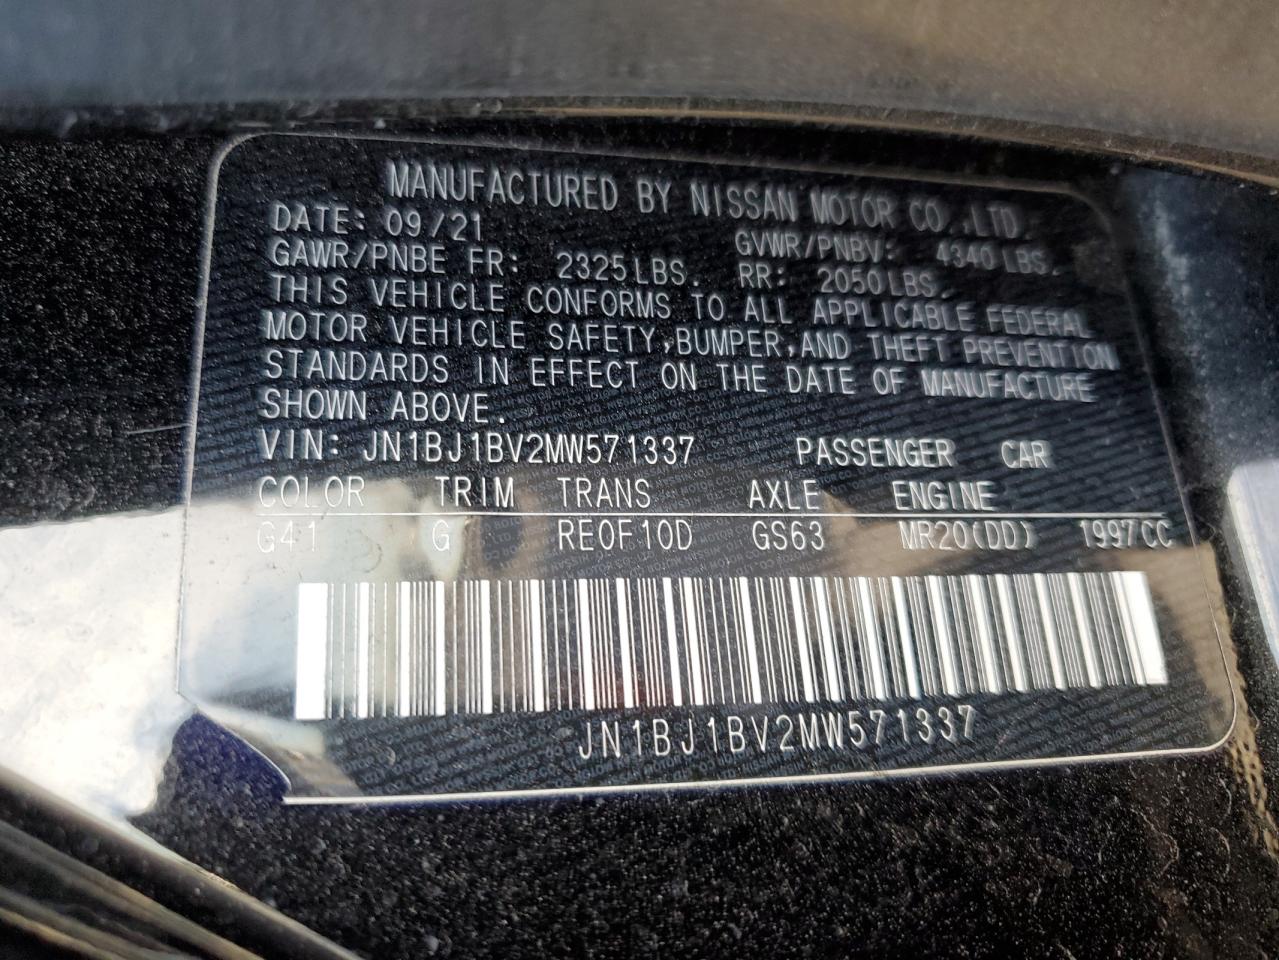 MANUFACTURED BY NISSAN MOTOR CO.,LTD.
DATE: 09/21 GVWR/PNBV: 4340 LBS.
GAWR/PNBE FR: 2325LBS. RR: 2050LBS.
THIS VEHICLE CONFORMS TO ALL APPLICABLE FEDERAL
MOTOR VEHICLE SAFETY,BUMPER,AND THEFT PREVENTION
STANDARDS IN EFFECT ON THE DATE OF MANUFACTURE
SHOWN ABOVE.
VIN: JN1BJ1BV2MW571337 PASSENGER CAR
COLOR TRIM TRANS AXLE ENGINE
G41 G RE0F10D GS63 MR20(DD) 1997CC
JN1BJ1BV2MW571337